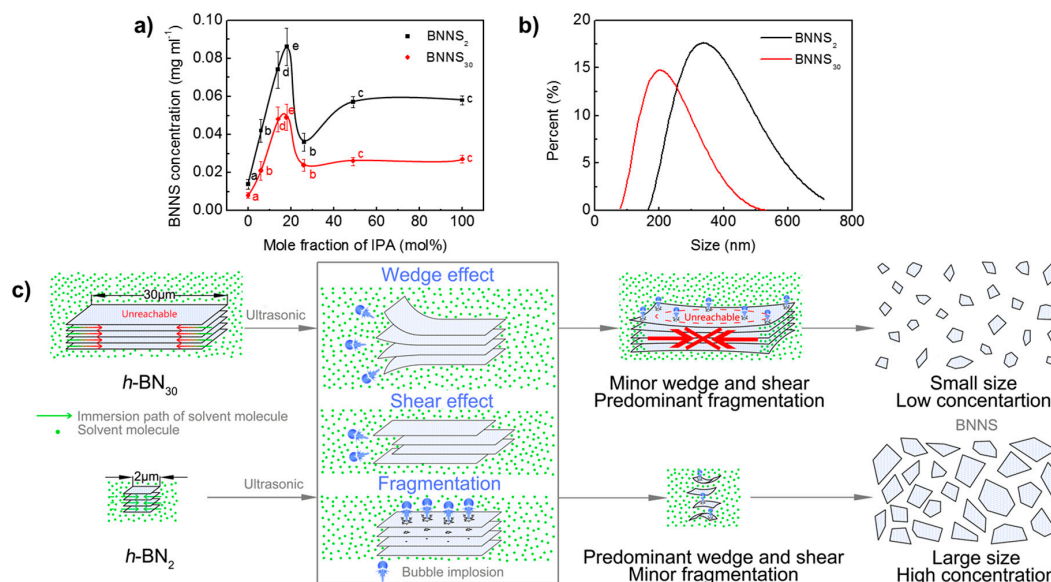 a)
BNNS concentration (mg ml⁻¹)
0.10
0.08
0.06
0.04
0.02
0.00
BNNS₂
BNNS₃₀
a
b
d
e
b
c
c
a
b
d
e
b
c
c
0 20 40 60 80 100
Mole fraction of IPA (mol%)
b)
Percent (%)
20
15
10
5
0
BNNS₂
BNNS₃₀
0 200 400 600 800
Size (nm)
c)
30μm
Unreachable
h-BN₃₀
Ultrasonic
Immersion path of solvent molecule
Solvent molecule
2μm
h-BN₂
Ultrasonic
Wedge effect
Shear effect
Fragmentation
Bubble implosion
Unreachable
Minor wedge and shear
Predominant fragmentation
Predominant wedge and shear
Minor fragmentation
Small size
Low concentartion
BNNS
Large size
High concentration